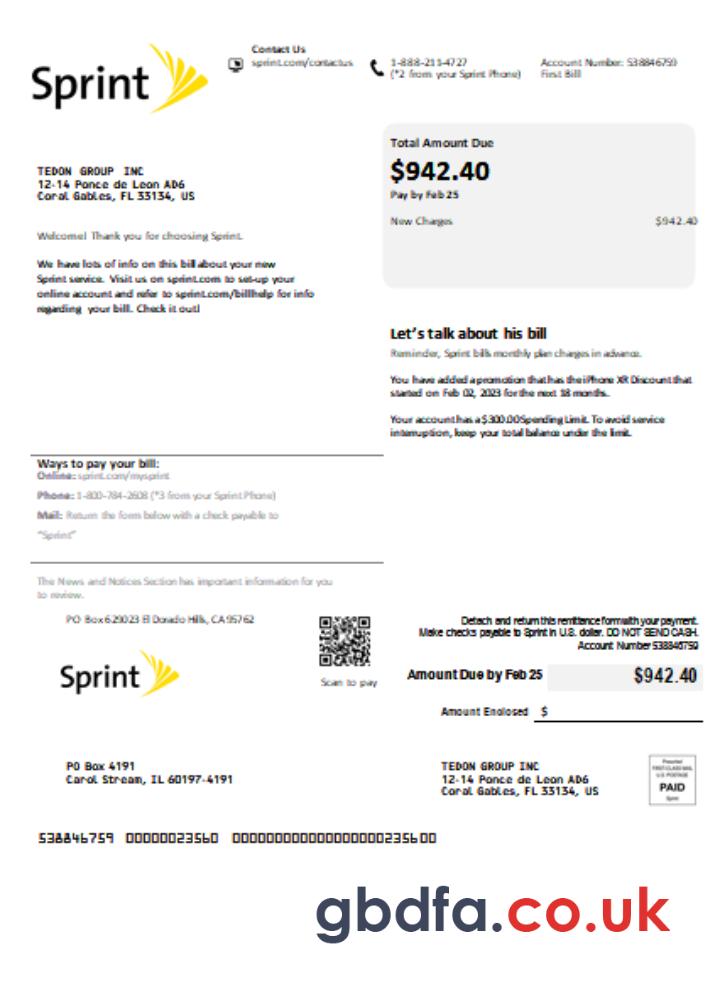 Sprint
Contact Us
sprint.com/contactus
1-888-211-4727
(*2 from your Sprint Phone)
Account Number: 538846759
First Bill
TEDON GROUP INC
12-14 Ponce de Leon AD6
Coral Gables, FL 33134, US
Total Amount Due
$942.40
Pay by Feb 25
New Charges $942.40
Welcome! Thank you for choosing Sprint.
We have lots of info on this bill about your new
Sprint service. Visit us on sprint.com to set-up your
online account and refer to sprint.com/billhelp for info
regarding your bill. Check it out!
Let's talk about his bill
Reminder, Sprint bills monthly plan charges in advance.
You have added a promotion that has the iPhone XR Discount that
started on Feb 02, 2023 for the next 18 months.
Your account has a $300.00 Spending Limit. To avoid service
interruption, keep your total balance under the limit.
Ways to pay your bill:
Online: sprint.com/mysprint
Phone: 1-800-784-2608 (*3 from your Sprint Phone)
Mail: Return the form below with a check payable to
"Sprint"
The News and Notices Section has important information for you
to review.
PO Box 629023 El Dorado Hills, CA 95762
Sprint
Scan to pay
Detach and return this remittance form with your payment.
Make checks payable to Sprint in U.S. dollar. DO NOT SEND CASH.
Account Number 538846759
Amount Due by Feb 25 $942.40
Amount Enclosed $
PO Box 4191
Carol Stream, IL 60197-4191
TEDON GROUP INC
12-14 Ponce de Leon AD6
Coral Gables, FL 33134, US
Presorted
FIRST-CLASS MAIL
U.S. POSTAGE
PAID
Sprint
538846759 00000023560 00000000000000000000235600
gbdfa.co.uk